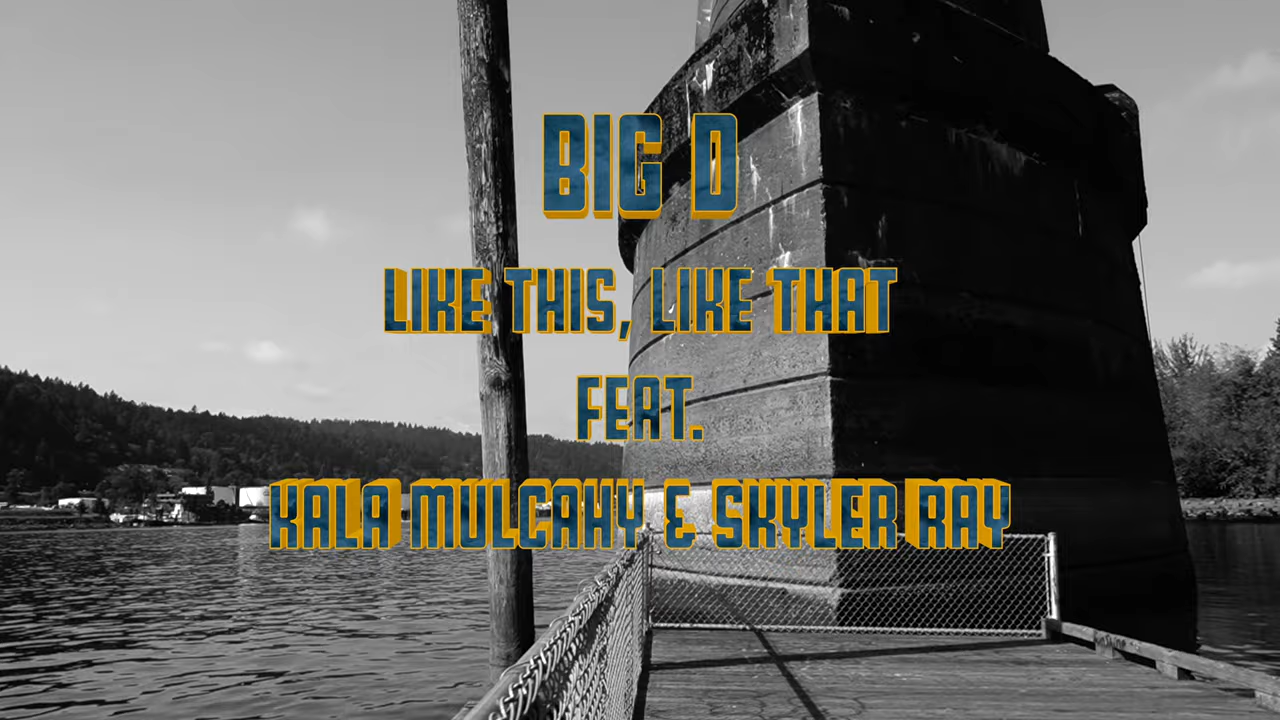 BIG D
LIKE THIS, LIKE THAT
FEAT.
KALA MULCAHY & SKYLER RAY